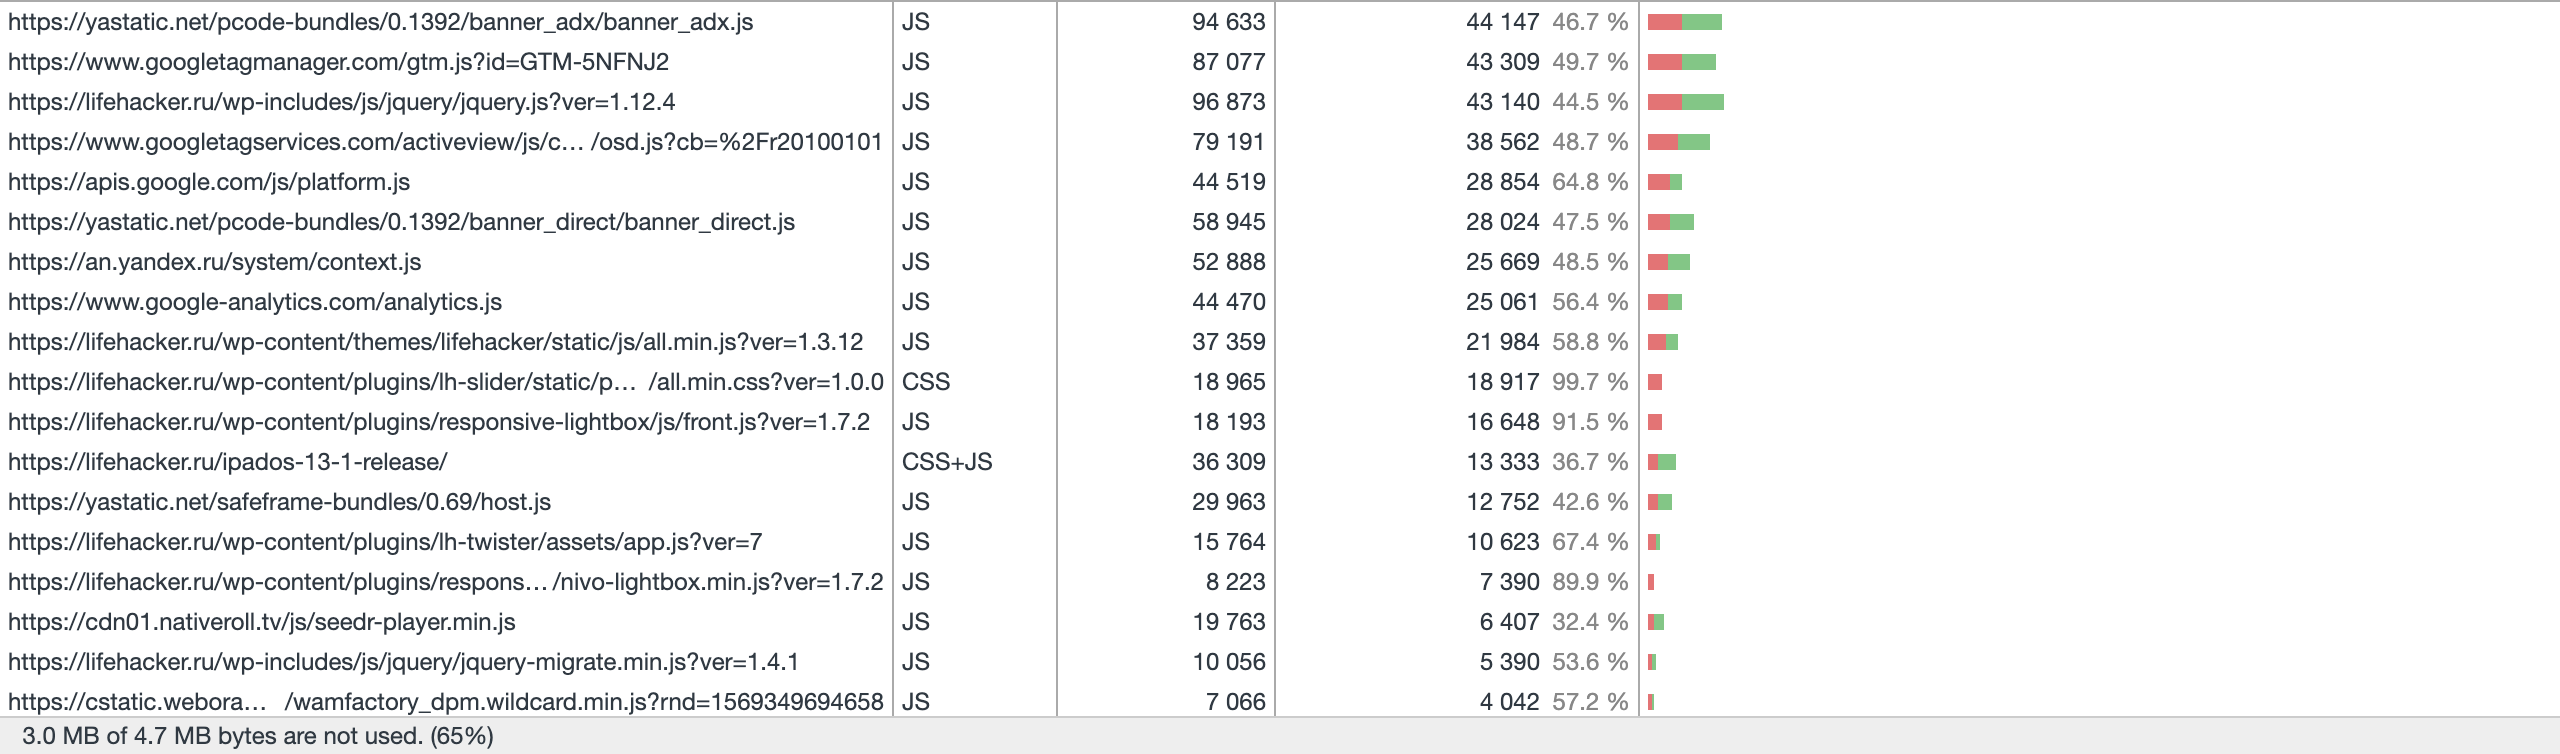 https://yastatic.net/pcode-bundles/0.1392/banner_adx/banner_adx.js JS 94 633 44 147 46.7 %
https://www.googletagmanager.com/gtm.js?id=GTM-5NFNJ2 JS 87 077 43 309 49.7 %
https://lifehacker.ru/wp-includes/js/jquery/jquery.js?ver=1.12.4 JS 96 873 43 140 44.5 %
https://www.googletagservices.com/activeview/js/c… /osd.js?cb=%2Fr20100101 JS 79 191 38 562 48.7 %
https://apis.google.com/js/platform.js JS 44 519 28 854 64.8 %
https://yastatic.net/pcode-bundles/0.1392/banner_direct/banner_direct.js JS 58 945 28 024 47.5 %
https://an.yandex.ru/system/context.js JS 52 888 25 669 48.5 %
https://www.google-analytics.com/analytics.js JS 44 470 25 061 56.4 %
https://lifehacker.ru/wp-content/themes/lifehacker/static/js/all.min.js?ver=1.3.12 JS 37 359 21 984 58.8 %
https://lifehacker.ru/wp-content/plugins/lh-slider/static/p… /all.min.css?ver=1.0.0 CSS 18 965 18 917 99.7 %
https://lifehacker.ru/wp-content/plugins/responsive-lightbox/js/front.js?ver=1.7.2 JS 18 193 16 648 91.5 %
https://lifehacker.ru/ipados-13-1-release/ CSS+JS 36 309 13 333 36.7 %
https://yastatic.net/safeframe-bundles/0.69/host.js JS 29 963 12 752 42.6 %
https://lifehacker.ru/wp-content/plugins/lh-twister/assets/app.js?ver=7 JS 15 764 10 623 67.4 %
https://lifehacker.ru/wp-content/plugins/respons… /nivo-lightbox.min.js?ver=1.7.2 JS 8 223 7 390 89.9 %
https://cdn01.nativeroll.tv/js/seedr-player.min.js JS 19 763 6 407 32.4 %
https://lifehacker.ru/wp-includes/js/jquery/jquery-migrate.min.js?ver=1.4.1 JS 10 056 5 390 53.6 %
https://cstatic.webora… /wamfactory_dpm.wildcard.min.js?rnd=1569349694658 JS 7 066 4 042 57.2 %
3.0 MB of 4.7 MB bytes are not used. (65%)